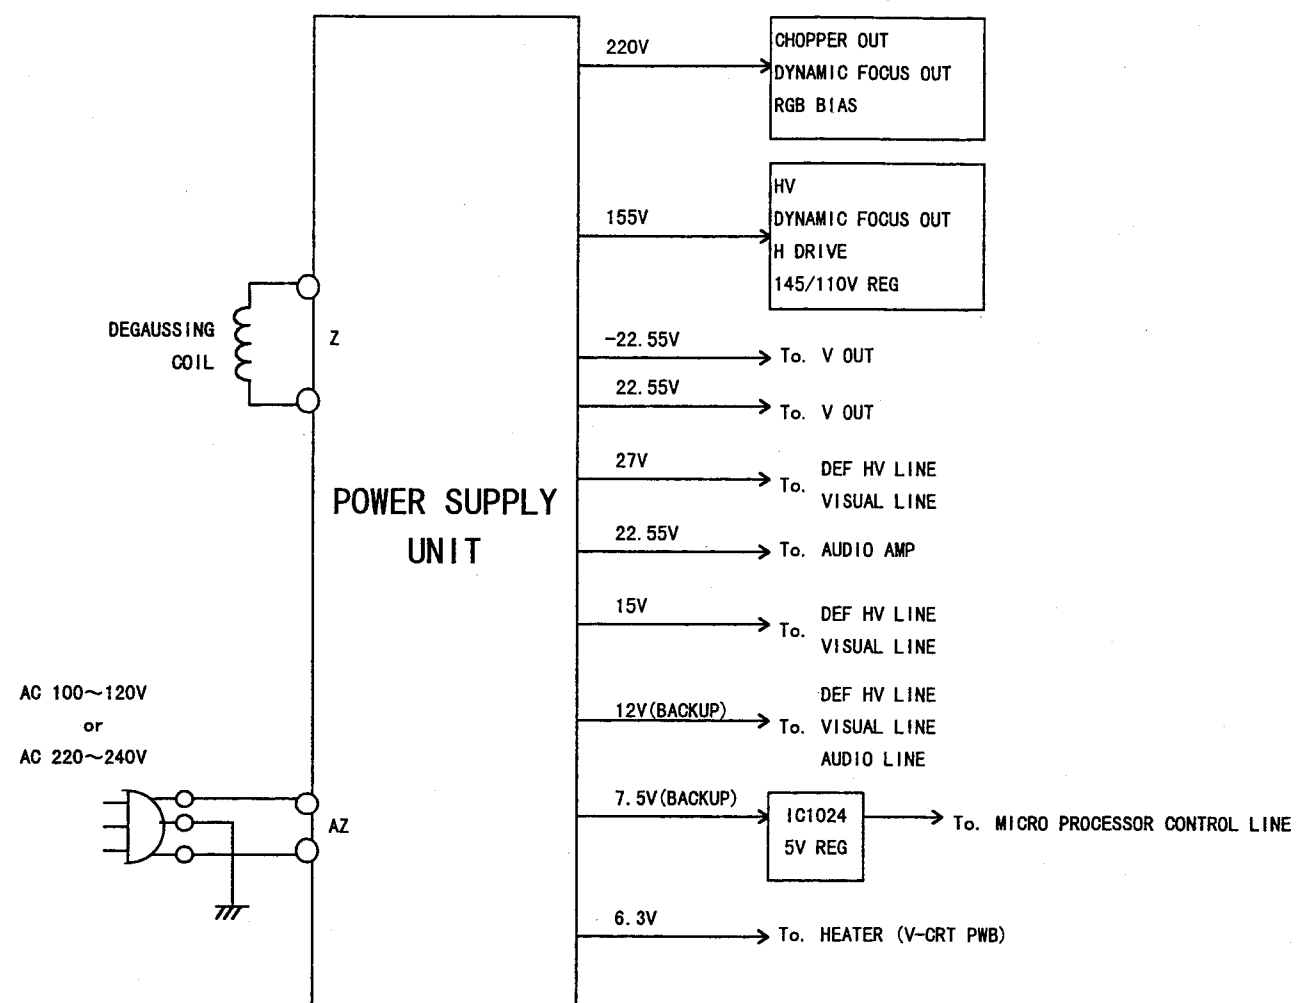 220V
CHOPPER OUT
DYNAMIC FOCUS OUT
RGB BIAS
155V
HV
DYNAMIC FOCUS OUT
H DRIVE
145/110V REG
DEGAUSSING
COIL
Z
-22.55V
To. V OUT
22.55V
To. V OUT
27V
To. DEF HV LINE
VISUAL LINE
POWER SUPPLY
UNIT
22.55V
To. AUDIO AMP
15V
To. DEF HV LINE
VISUAL LINE
AC 100~120V
or
AC 220~240V
12V(BACKUP)
DEF HV LINE
To. VISUAL LINE
AUDIO LINE
AZ
7.5V(BACKUP)
IC1024
5V REG
To. MICRO PROCESSOR CONTROL LINE
6.3V
To. HEATER (V-CRT PWB)